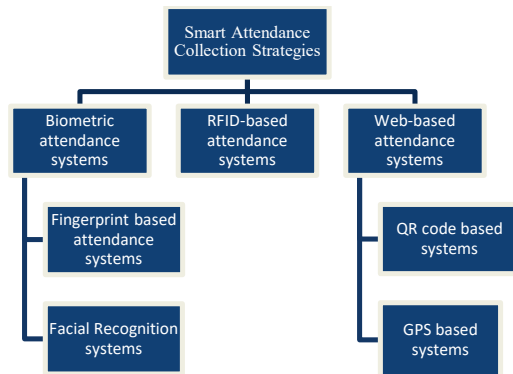 Smart Attendance
Collection Strategies
Biometric
attendance
systems
RFID-based
attendance
systems
Web-based
attendance
systems
Fingerprint based
attendance
systems
QR code based
systems
Facial Recognition
systems
GPS based
systems